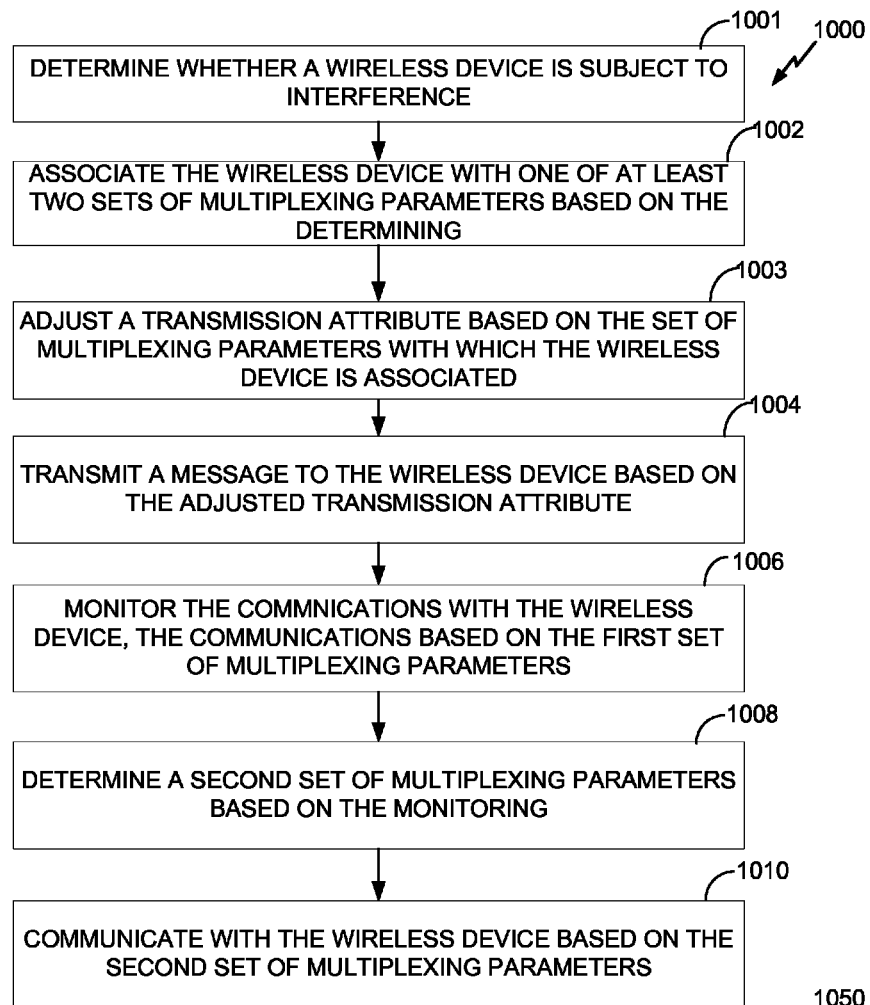 1001
1000
DETERMINE WHETHER A WIRELESS DEVICE IS SUBJECT TO
INTERFERENCE
1002
ASSOCIATE THE WIRELESS DEVICE WITH ONE OF AT LEAST
TWO SETS OF MULTIPLEXING PARAMETERS BASED ON THE
DETERMINING
1003
ADJUST A TRANSMISSION ATTRIBUTE BASED ON THE SET OF
MULTIPLEXING PARAMETERS WITH WHICH THE WIRELESS
DEVICE IS ASSOCIATED
1004
TRANSMIT A MESSAGE TO THE WIRELESS DEVICE BASED ON
THE ADJUSTED TRANSMISSION ATTRIBUTE
1006
MONITOR THE COMMNICATIONS WITH THE WIRELESS
DEVICE, THE COMMUNICATIONS BASED ON THE FIRST SET
OF MULTIPLEXING PARAMETERS
1008
DETERMINE A SECOND SET OF MULTIPLEXING PARAMETERS
BASED ON THE MONITORING
1010
COMMUNICATE WITH THE WIRELESS DEVICE BASED ON THE
SECOND SET OF MULTIPLEXING PARAMETERS
1050